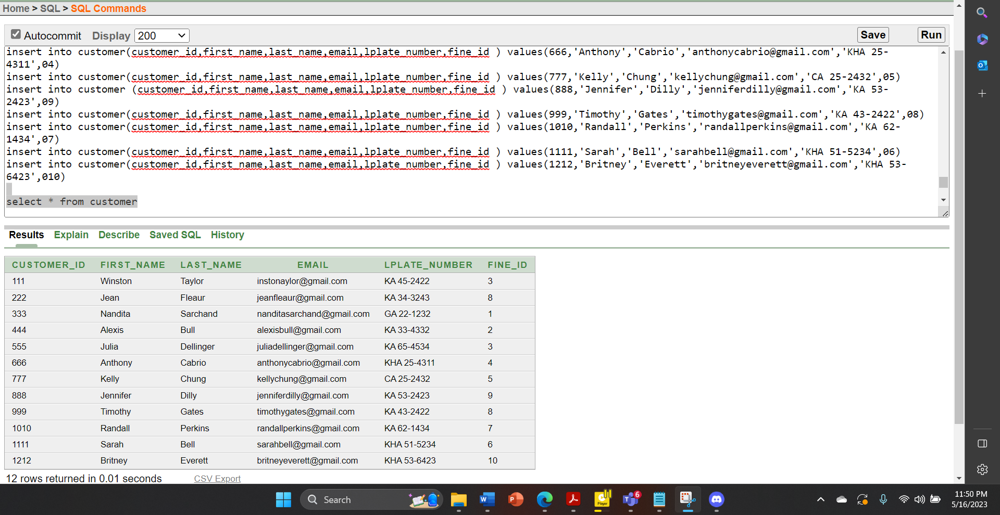 Home > SQL > SQL Commands
Autocommit Display 200 Save Run
insert into customer(customer_id,first_name,last_name,email,lplate_number,fine_id ) values(666,'Anthony','Cabrio','anthonycabrio@gmail.com','KHA 25-
4311',04)
insert into customer(customer_id,first_name,last_name,email,lplate_number,fine_id ) values(777,'Kelly','Chung','kellychung@gmail.com','CA 25-2432',05)
insert into customer (customer_id,first_name,last_name,email,lplate_number,fine_id ) values(888,'Jennifer','Dilly','jenniferdilly@gmail.com','KA 53-
2423',09)
insert into customer(customer_id,first_name,last_name,email,lplate_number,fine_id ) values(999,'Timothy','Gates','timothygates@gmail.com','KA 43-2422',08)
insert into customer(customer_id,first_name,last_name,email,lplate_number,fine_id ) values(1010,'Randall','Perkins','randallperkins@gmail.com','KA 62-
1434',07)
insert into customer(customer_id,first_name,last_name,email,lplate_number,fine_id ) values(1111,'Sarah','Bell','sarahbell@gmail.com','KHA 51-5234',06)
insert into customer(customer_id,first_name,last_name,email,lplate_number,fine_id ) values(1212,'Britney','Everett','britneyeverett@gmail.com','KHA 53-
6423',010)
select * from customer
Results Explain Describe Saved SQL History
CUSTOMER_ID FIRST_NAME LAST_NAME EMAIL LPLATE_NUMBER FINE_ID
111 Winston Taylor instonaylor@gmail.com KA 45-2422 3
222 Jean Fleaur jeanfleaur@gmail.com KA 34-3243 8
333 Nandita Sarchand nanditasarchand@gmail.com GA 22-1232 1
444 Alexis Bull alexisbull@gmail.com KA 33-4332 2
555 Julia Dellinger juliadellinger@gmail.com KA 65-4534 3
666 Anthony Cabrio anthonycabrio@gmail.com KHA 25-4311 4
777 Kelly Chung kellychung@gmail.com CA 25-2432 5
888 Jennifer Dilly jenniferdilly@gmail.com KA 53-2423 9
999 Timothy Gates timothygates@gmail.com KA 43-2422 8
1010 Randall Perkins randallperkins@gmail.com KA 62-1434 7
1111 Sarah Bell sarahbell@gmail.com KHA 51-5234 6
1212 Britney Everett britneyeverett@gmail.com KHA 53-6423 10
12 rows returned in 0.01 seconds CSV Export
Search W P Player T 6 11:50 PM
5/16/2023